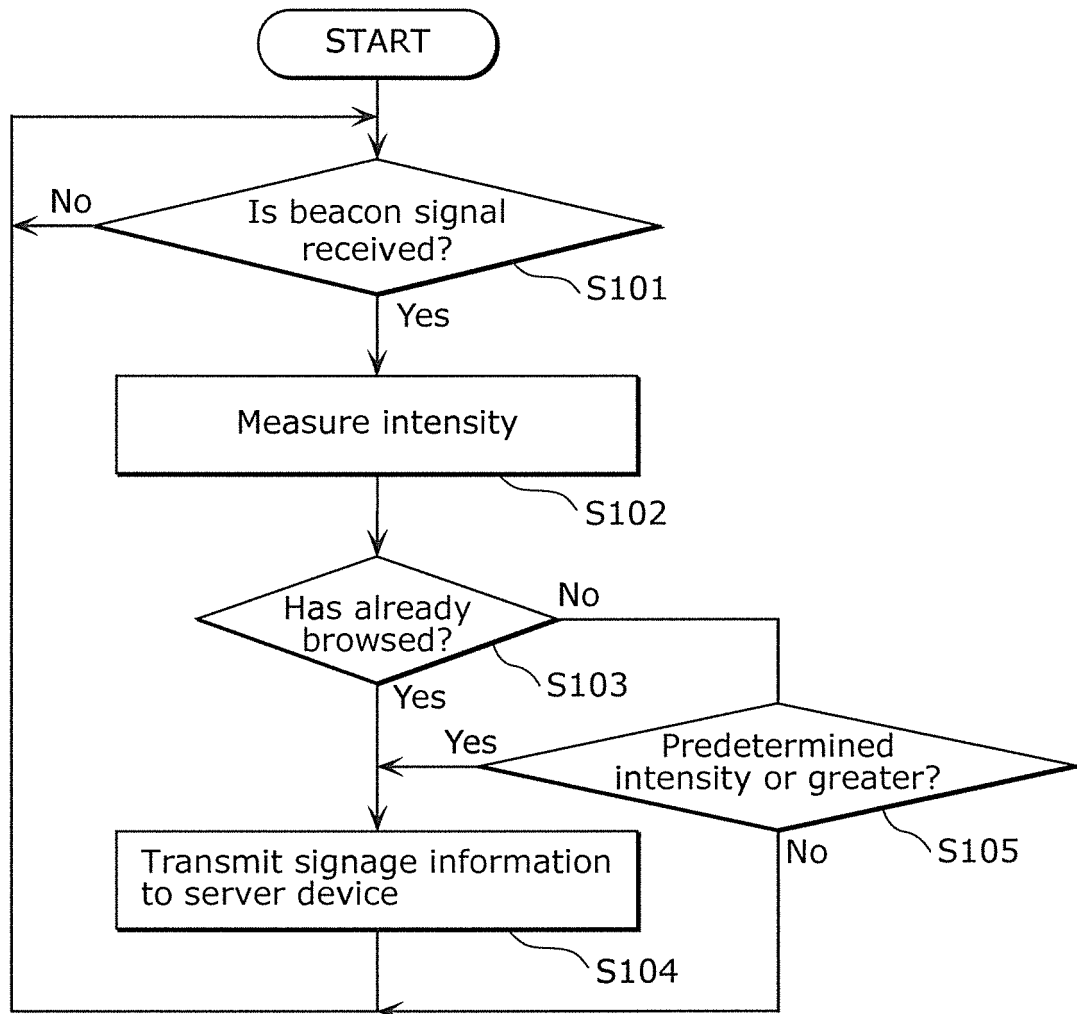 START
No
Is beacon signal
received?
S101
Yes
Measure intensity
S102
Has already
browsed?
No
S103
Yes
Yes
Predetermined
intensity or greater?
S105
No
Transmit signage information
to server device
S104